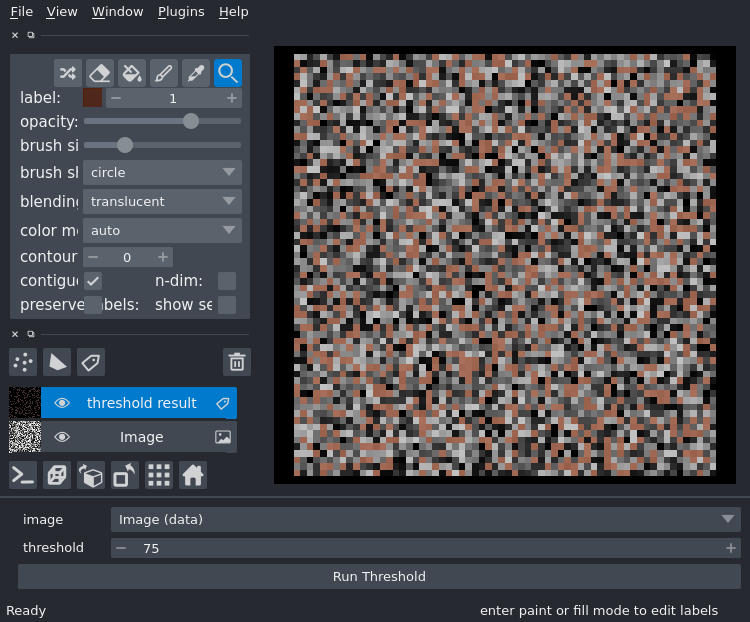 File View Window Plugins Help
label: 1
opacity:
brush si
brush sl circle
blending translucent
color m auto
contour 0
contigu n-dim:
preserve abels: show se
threshold result
Image
image Image (data)
threshold 75
Run Threshold
Ready enter paint or fill mode to edit labels